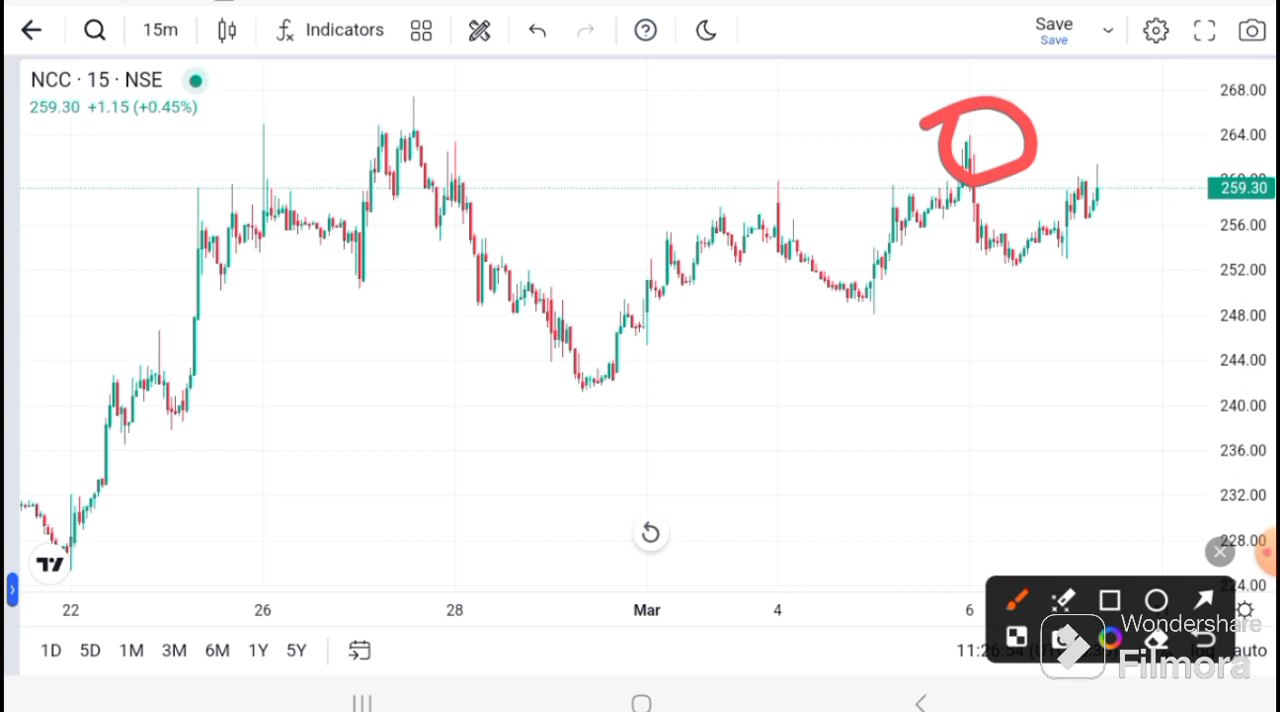 15m Indicators Save
Save
NCC · 15 · NSE
259.30 +1.15 (+0.45%)
268.00
264.00
259.30
256.00
252.00
248.00
244.00
240.00
236.00
232.00
228.00
224.00
22 26 28 Mar 4 6
1D 5D 1M 3M 6M 1Y 5Y auto
Wondershare
Filmora